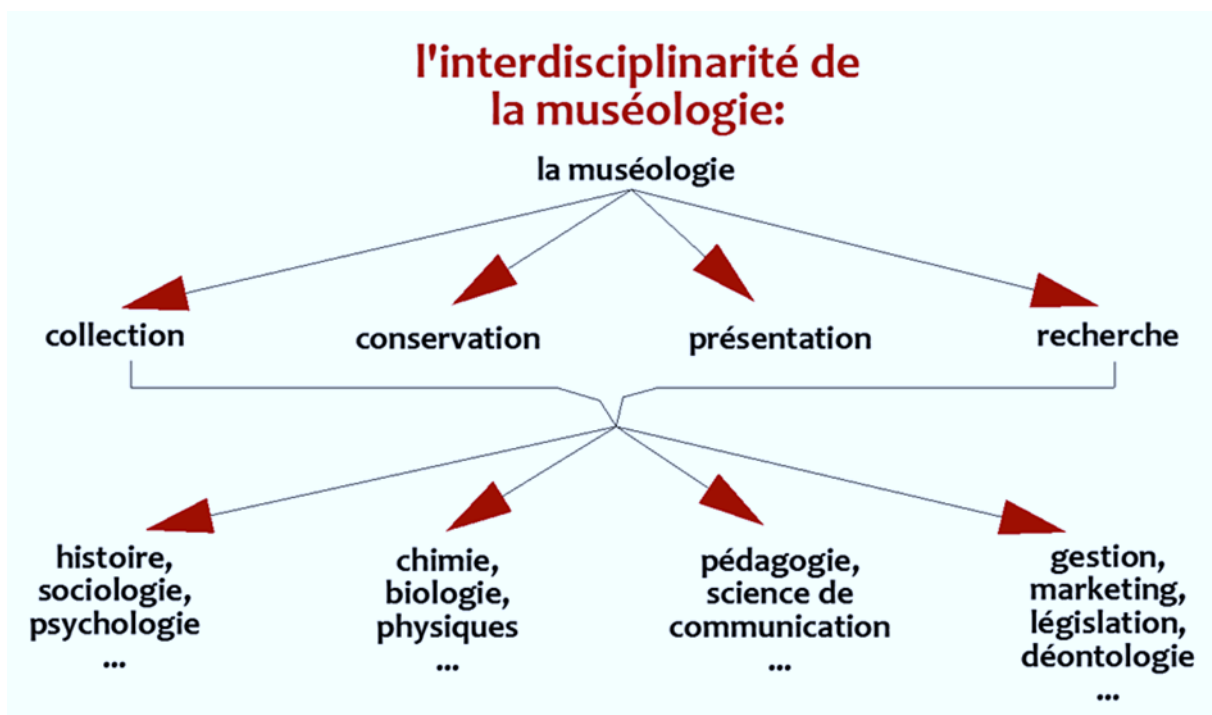 l'interdisciplinarité de
la muséologie:
la muséologie
collection
conservation
présentation
recherche
histoire,
sociologie,
psychologie
...
chimie,
biologie,
physiques
...
pédagogie,
science de
communication
...
gestion,
marketing,
législation,
déontologie
...